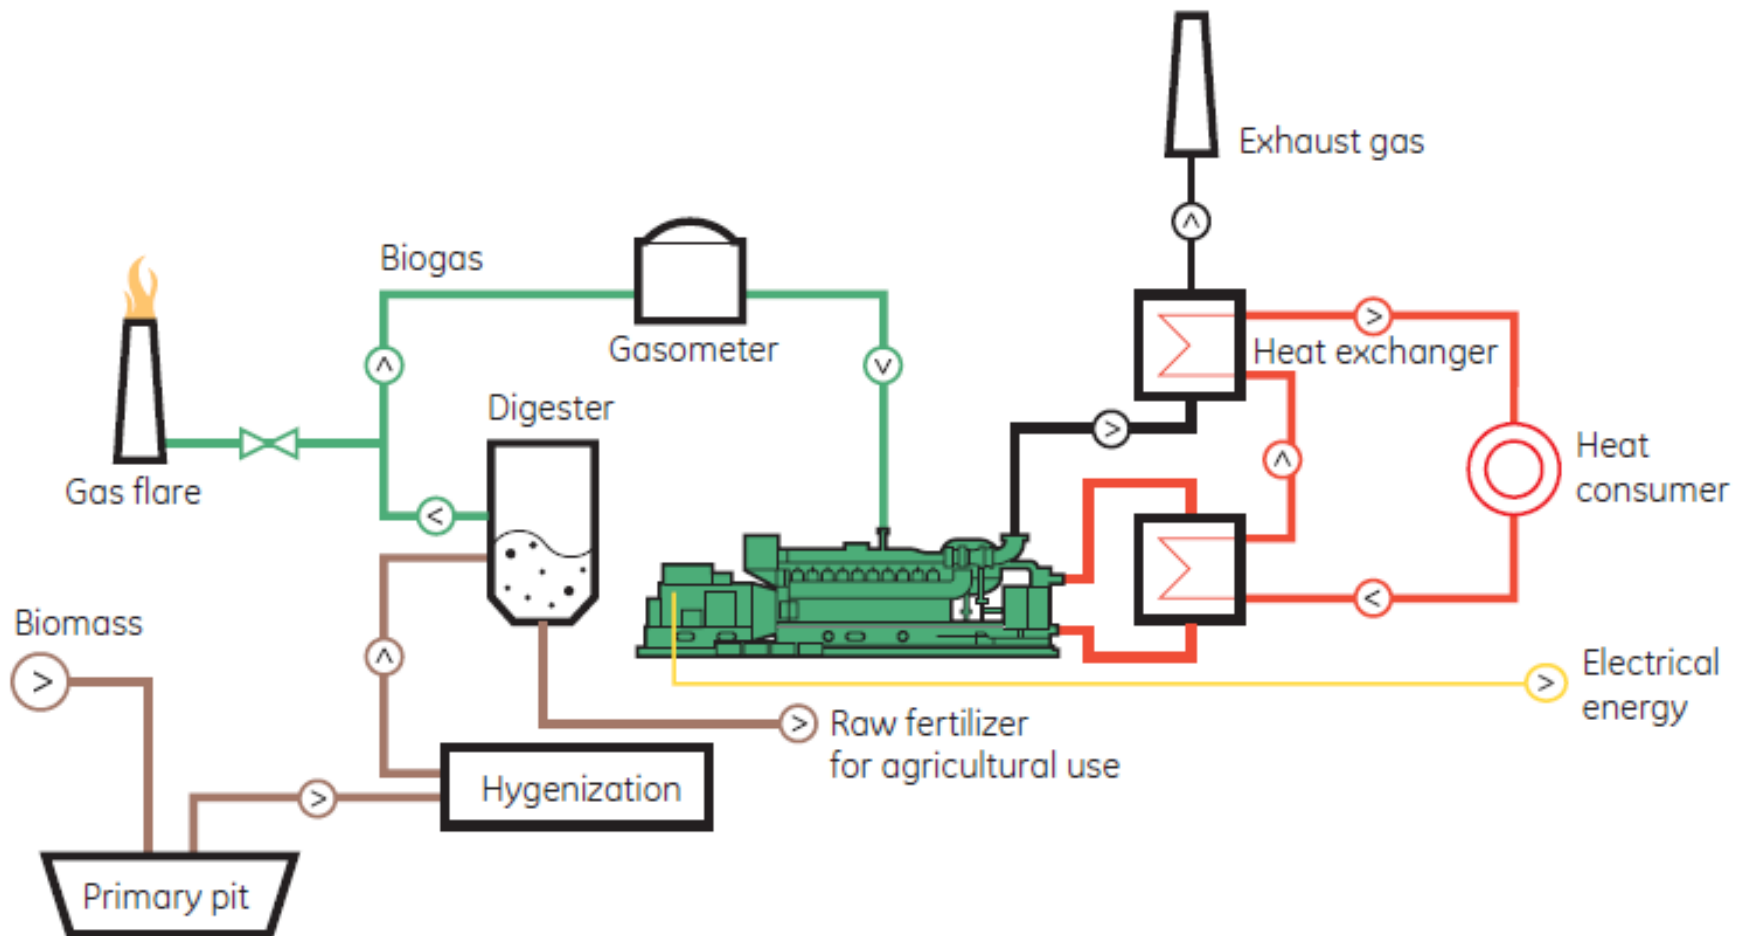 Exhaust gas
Biogas
Gasometer
Heat exchanger
Digester
Heat
consumer
Gas flare
Biomass
Electrical
energy
Raw fertilizer
for agricultural use
Hygenization
Primary pit